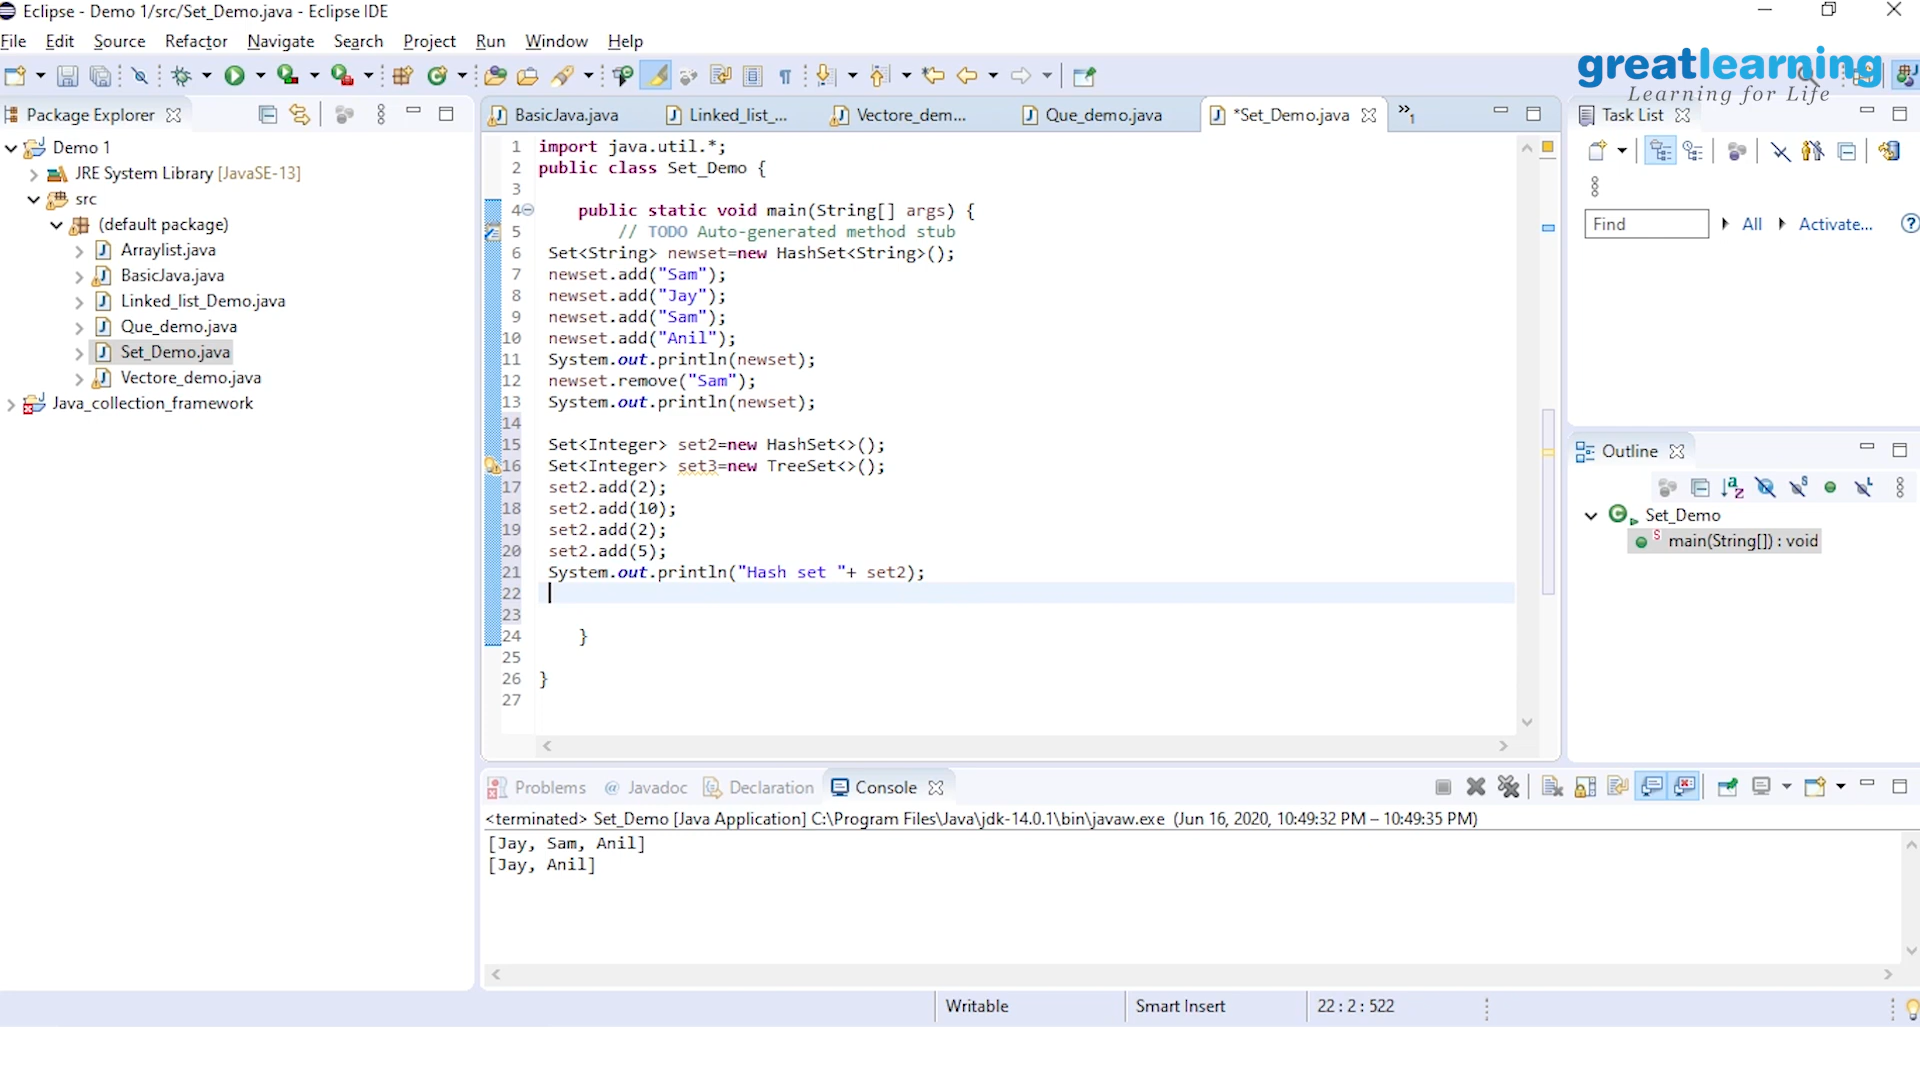 Eclipse - Demo 1/src/Set_Demo.java - Eclipse IDE
File Edit Source Refactor Navigate Search Project Run Window Help
greatlearning
Learning for Life
Package Explorer
BasicJava.java Linked_list_... Vectore_dem... Que_demo.java *Set_Demo.java »1
Task List
Demo 1
JRE System Library [JavaSE-13]
src
(default package)
Arraylist.java
BasicJava.java
Linked_list_Demo.java
Que_demo.java
Set_Demo.java
Vectore_demo.java
Java_collection_framework
1 import java.util.*;
2 public class Set_Demo {
3
4 public static void main(String[] args) {
5 // TODO Auto-generated method stub
6 Set<String> newset=new HashSet<String>();
7 newset.add("Sam");
8 newset.add("Jay");
9 newset.add("Sam");
10 newset.add("Anil");
11 System.out.println(newset);
12 newset.remove("Sam");
13 System.out.println(newset);
14
15 Set<Integer> set2=new HashSet<>();
16 Set<Integer> set3=new TreeSet<>();
17 set2.add(2);
18 set2.add(10);
19 set2.add(2);
20 set2.add(5);
21 System.out.println("Hash set "+ set2);
22
23
24 }
25
26 }
27
Find All Activate...
Outline
Set_Demo
main(String[]) : void
Problems Javadoc Declaration Console
<terminated> Set_Demo [Java Application] C:\Program Files\Java\jdk-14.0.1\bin\javaw.exe (Jun 16, 2020, 10:49:32 PM – 10:49:35 PM)
[Jay, Sam, Anil]
[Jay, Anil]
Writable Smart Insert 22 : 2 : 522